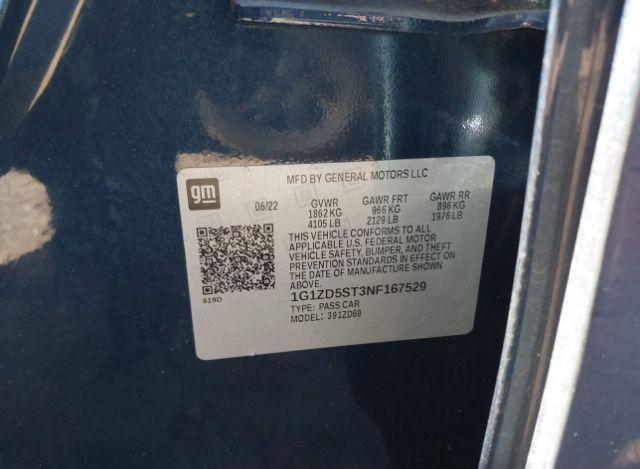 MFD BY GENERAL MOTORS LLC
gm
06/22 GVWR GAWR FRT GAWR RR
1862 KG 966 KG 896 KG
4105 LB 2129 LB 1976 LB
THIS VEHICLE CONFORMS TO ALL
APPLICABLE U.S. FEDERAL MOTOR
VEHICLE SAFETY, BUMPER, AND THEFT
PREVENTION STANDARDS IN EFFECT ON
THE DATE OF MANUFACTURE SHOWN
ABOVE.
619D
1G1ZD5ST3NF167529
TYPE: PASS CAR
MODEL: 391ZD69